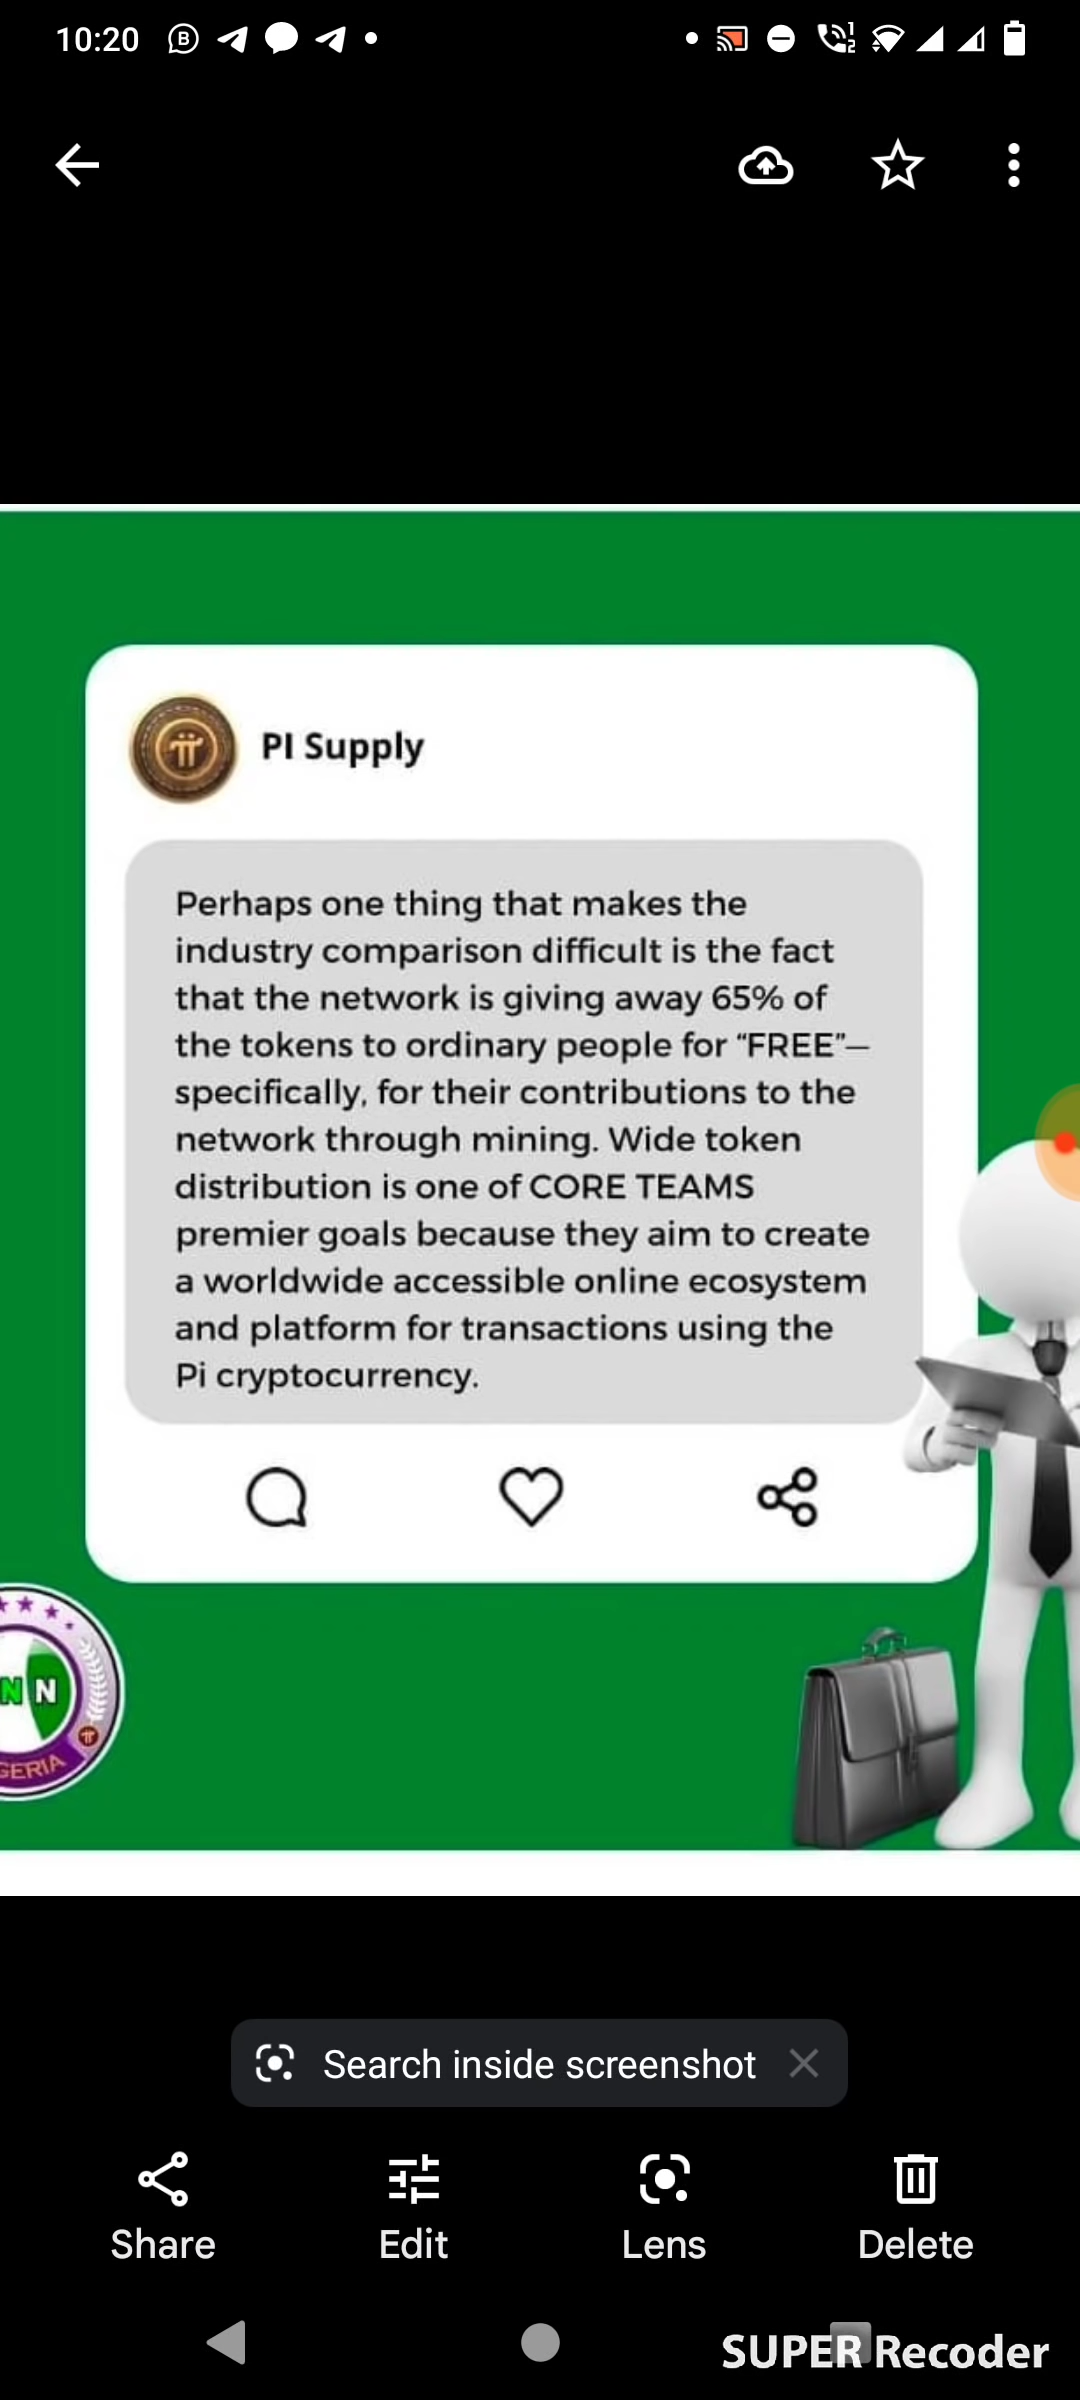 10:20
PI Supply
Perhaps one thing that makes the
industry comparison difficult is the fact
that the network is giving away 65% of
the tokens to ordinary people for “FREE”—
specifically, for their contributions to the
network through mining. Wide token
distribution is one of CORE TEAMS
premier goals because they aim to create
a worldwide accessible online ecosystem
and platform for transactions using the
Pi cryptocurrency.
N N
GERIA
Search inside screenshot
Share
Edit
Lens
Delete
SUPER Recoder